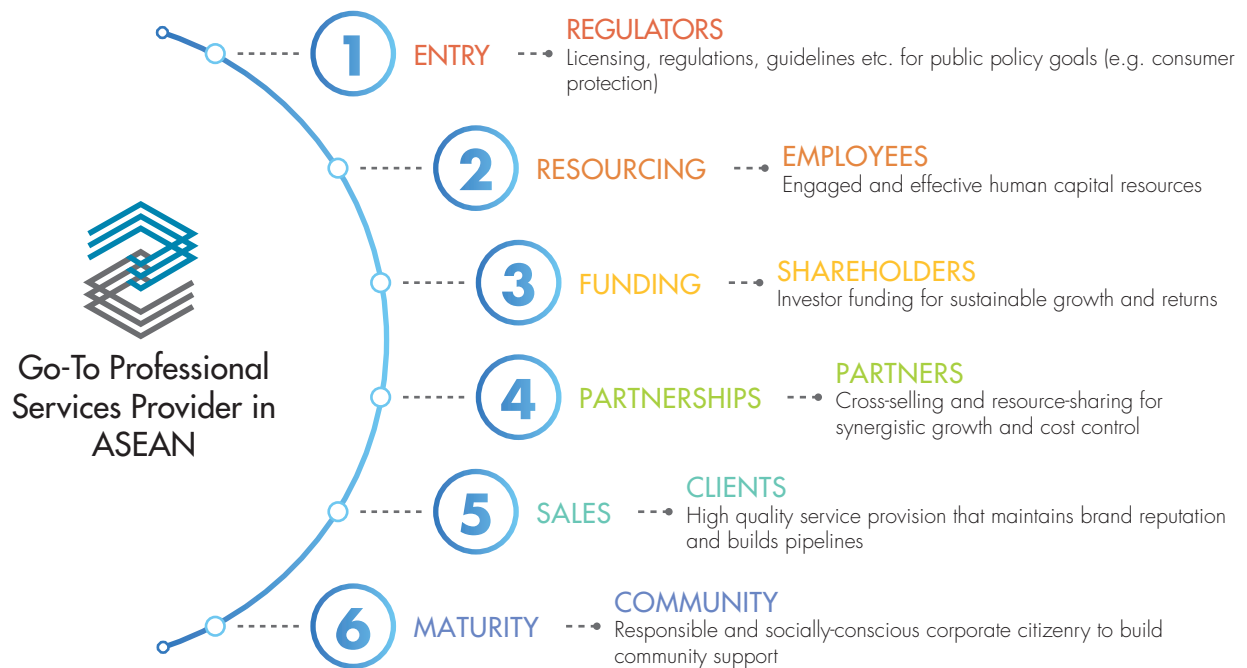 1 ENTRY
REGULATORS
Licensing, regulations, guidelines etc. for public policy goals (e.g. consumer
protection)
2 RESOURCING
EMPLOYEES
Engaged and effective human capital resources
3 FUNDING
SHAREHOLDERS
Investor funding for sustainable growth and returns
Go-To Professional
Services Provider in
ASEAN
4 PARTNERSHIPS
PARTNERS
Cross-selling and resource-sharing for
synergistic growth and cost control
5 SALES
CLIENTS
High quality service provision that maintains brand reputation
and builds pipelines
6 MATURITY
COMMUNITY
Responsible and socially-conscious corporate citizenry to build
community support